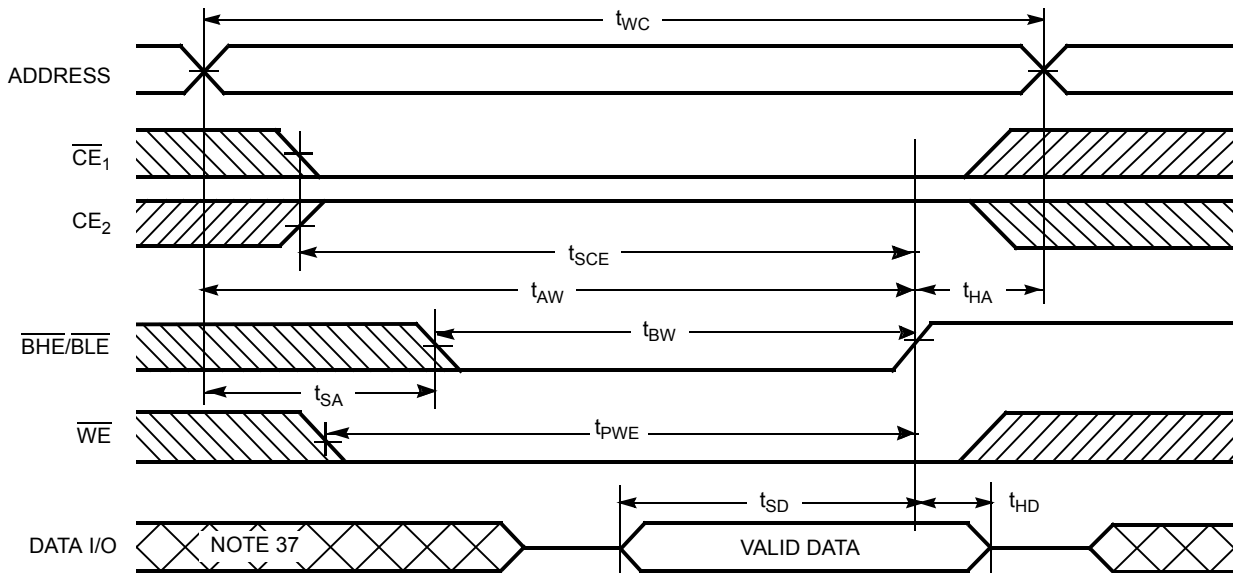 tWC
ADDRESS
CE1
CE2
tSCE
tAW
tHA
BHE/BLE
tBW
tSA
WE
tPWE
tSD
tHD
DATA I/O
NOTE 37
VALID DATA